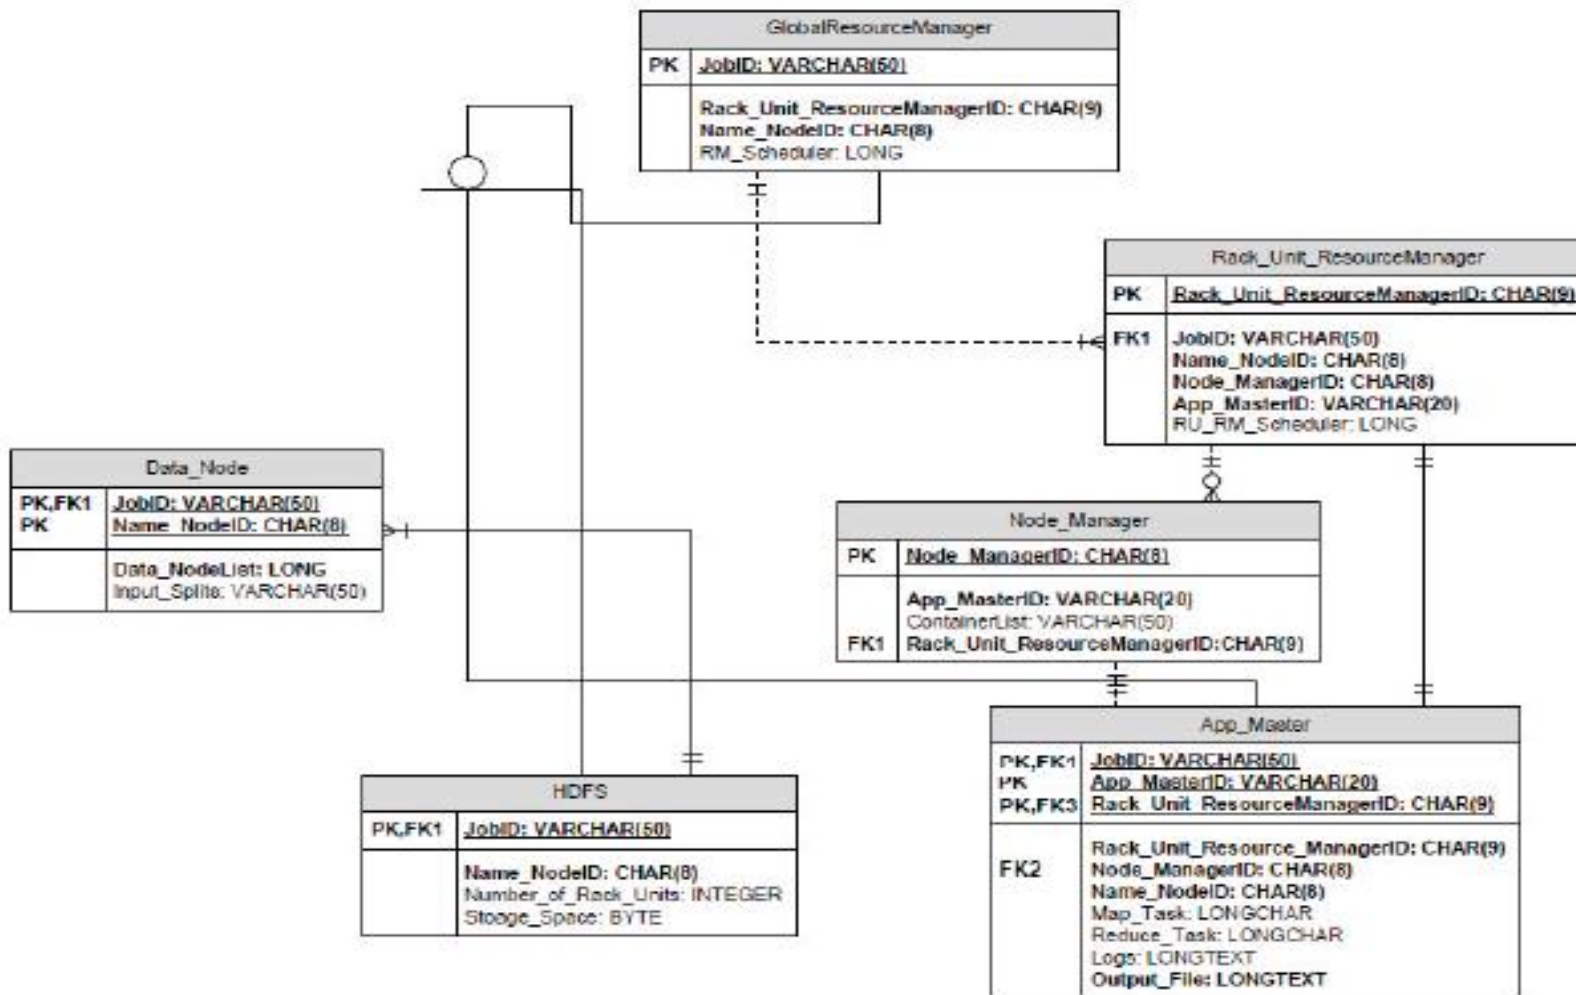 GlobalResourceManager
PK JobID: VARCHAR(50)
Rack_Unit_ResourceManagerID: CHAR(9)
Name_NodeID: CHAR(8)
RM_Scheduler: LONG
Rack_Unit_ResourceManager
PK Rack_Unit_ResourceManagerID: CHAR(9)
FK1 JobID: VARCHAR(50)
Name_NodeID: CHAR(8)
Node_ManagerID: CHAR(8)
App_MasterID: VARCHAR(20)
RU_RM_Scheduler: LONG
Data_Node
PK,FK1 JobID: VARCHAR(50)
PK Name_NodeID: CHAR(8)
Data_NodeList: LONG
Input_Splits: VARCHAR(50)
Node_Manager
PK Node_ManagerID: CHAR(8)
App_MasterID: VARCHAR(20)
ContainerList: VARCHAR(50)
FK1 Rack_Unit_ResourceManagerID:CHAR(9)
HDFS
PK,FK1 JobID: VARCHAR(50)
Name_NodeID: CHAR(8)
Number_of_Rack_Units: INTEGER
Stoage_Space: BYTE
App_Master
PK,FK1 JobID: VARCHAR(50)
PK App_MasterID: VARCHAR(20)
PK,FK3 Rack_Unit_ResourceManagerID: CHAR(9)
Rack_Unit_Resource_ManagerID: CHAR(9)
FK2 Node_ManagerID: CHAR(8)
Name_NodeID: CHAR(8)
Map_Task: LONGCHAR
Reduce_Task: LONGCHAR
Logs: LONGTEXT
Output_File: LONGTEXT